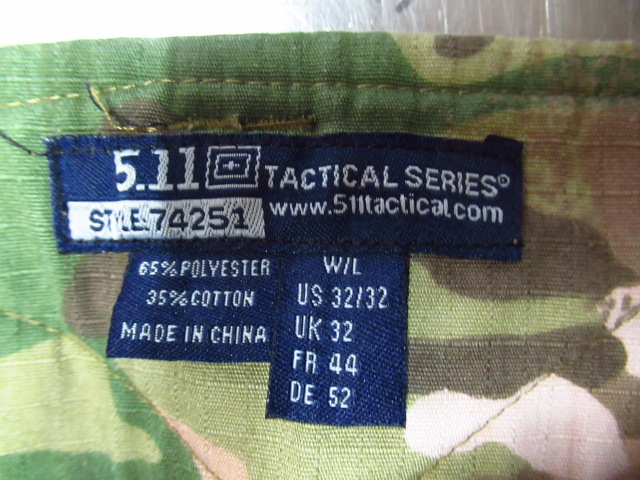 5.11 TACTICAL SERIES®
STYLE 74251 www.511tactical.com
65% POLYESTER
35% COTTON
MADE IN CHINA
W/L
US 32/32
UK 32
FR 44
DE 52